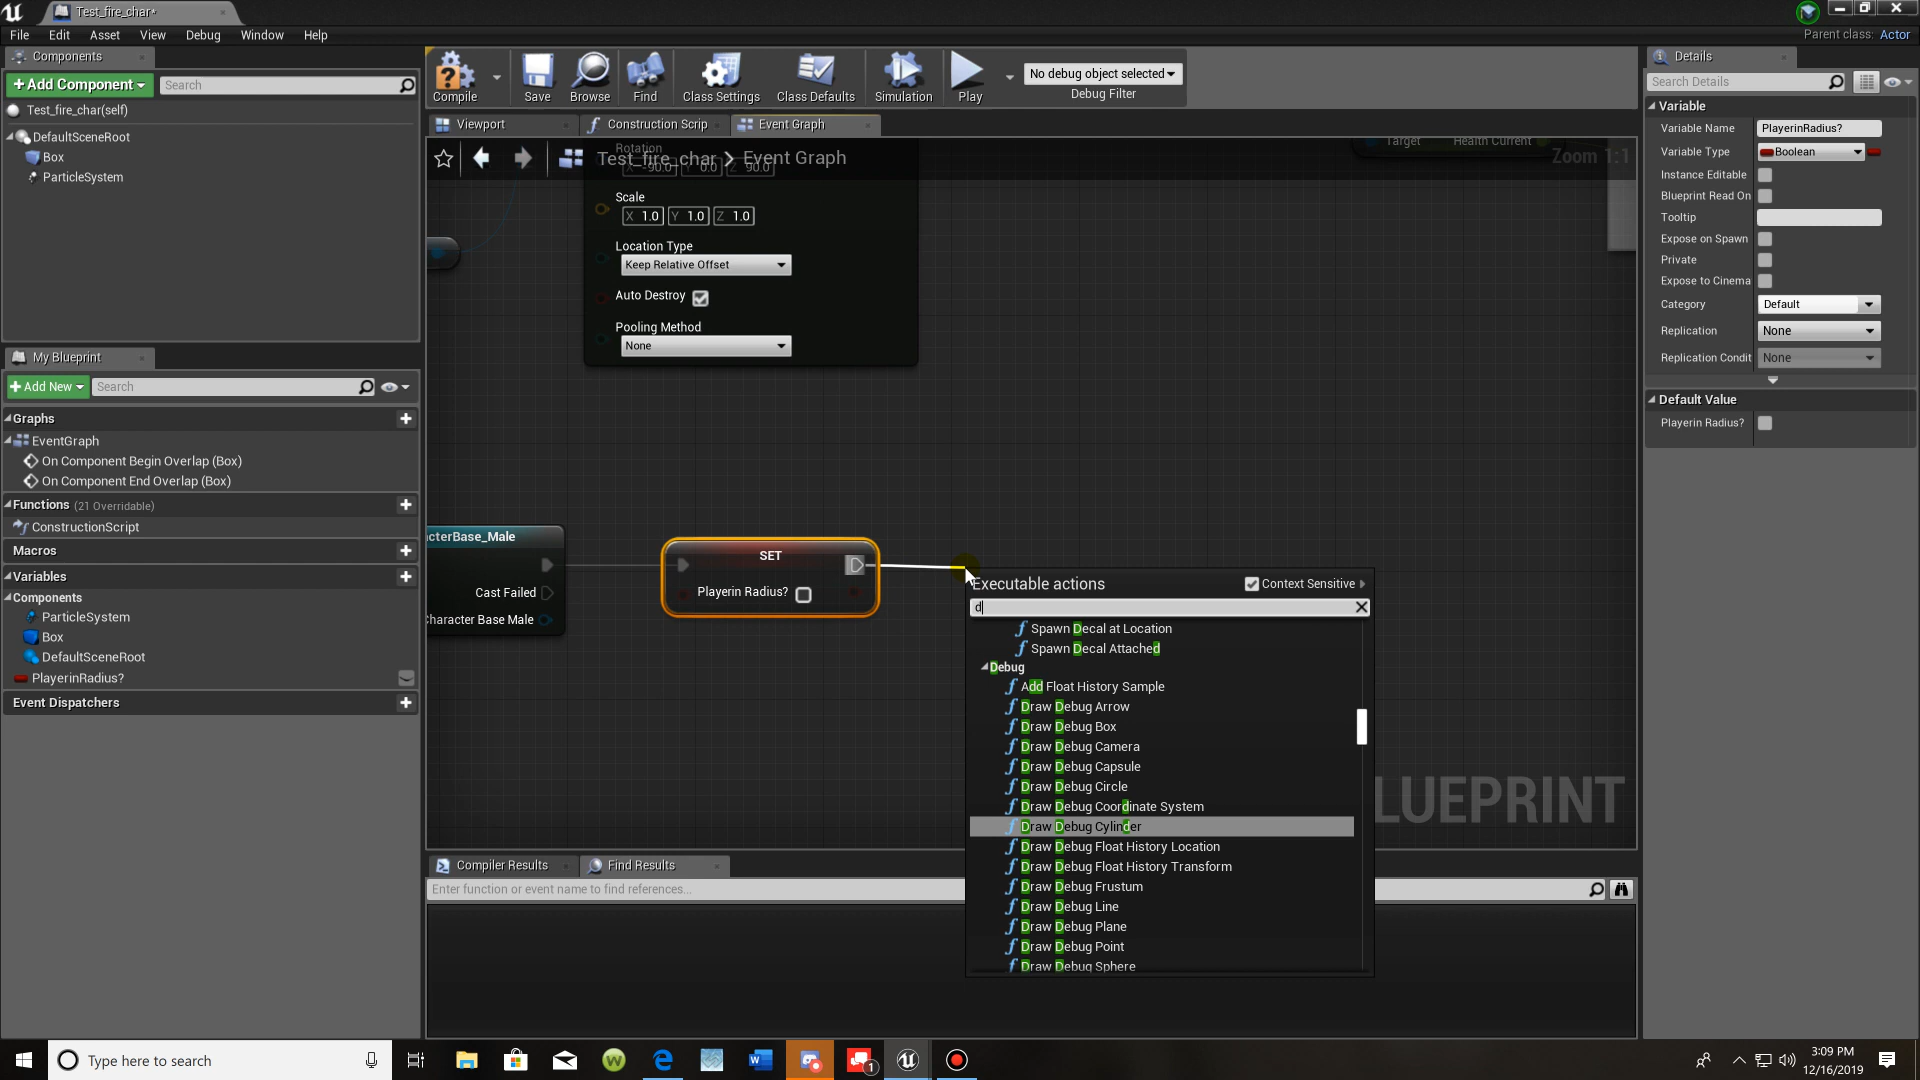 Test_fire_char*
File Edit Asset View Debug Window Help
Parent class: Actor
Components
+Add Component
Search
Test_fire_char(self)
DefaultSceneRoot
Box
ParticleSystem
My Blueprint
+Add New
Search
Graphs
EventGraph
On Component Begin Overlap (Box)
On Component End Overlap (Box)
Functions (21 Overridable)
ConstructionScript
Macros
Variables
Components
ParticleSystem
Box
DefaultSceneRoot
PlayerinRadius?
Event Dispatchers
Compile
Save
Browse
Find
Class Settings
Class Defaults
Simulation
Play
No debug object selected
Debug Filter
Viewport
Construction Scrip
Event Graph
Test_fire_char > Event Graph
Zoom 1:1
Rotation
X -90.0 Y 0.0 Z 90.0
Scale
X 1.0 Y 1.0 Z 1.0
Location Type
Keep Relative Offset
Auto Destroy
Pooling Method
None
Target Health Current
acterBase_Male
Cast Failed
Character Base Male
SET
Playerin Radius?
Executable actions
Context Sensitive
d
Spawn Decal at Location
Spawn Decal Attached
Debug
Add Float History Sample
Draw Debug Arrow
Draw Debug Box
Draw Debug Camera
Draw Debug Capsule
Draw Debug Circle
Draw Debug Coordinate System
Draw Debug Cylinder
Draw Debug Float History Location
Draw Debug Float History Transform
Draw Debug Frustum
Draw Debug Line
Draw Debug Plane
Draw Debug Point
Draw Debug Sphere
LUEPRINT
Compiler Results
Find Results
Enter function or event name to find references...
Details
Search Details
Variable
Variable Name PlayerinRadius?
Variable Type Boolean
Instance Editable
Blueprint Read On
Tooltip
Expose on Spawn
Private
Expose to Cinema
Category Default
Replication None
Replication Condit None
Default Value
Playerin Radius?
Type here to search
1
3:09 PM
12/16/2019